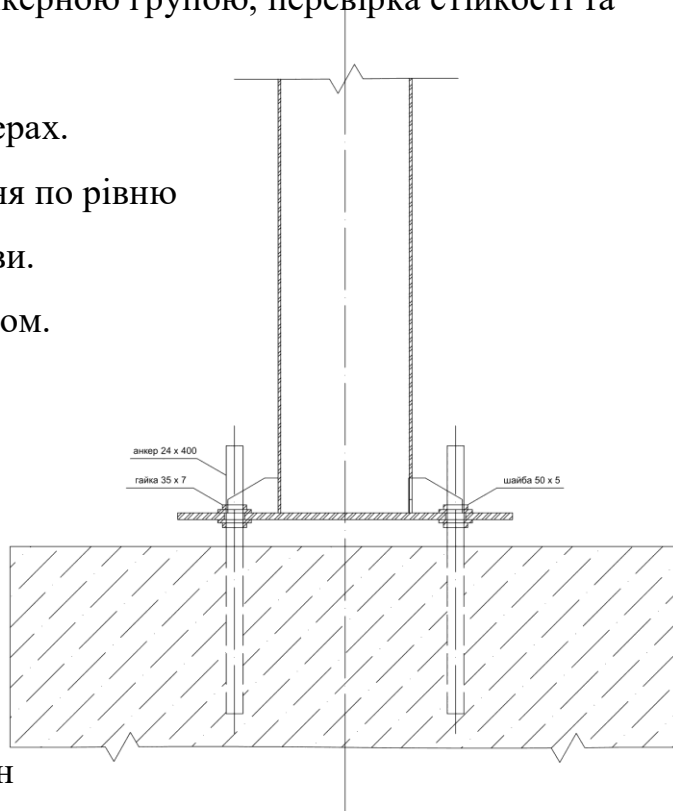 керною групою, перевірка стійкості та
ерах.
ня по рівню
ви.
ом.
анкер 24 x 400
гайка 35 x 7
шайба 50 x 5
н